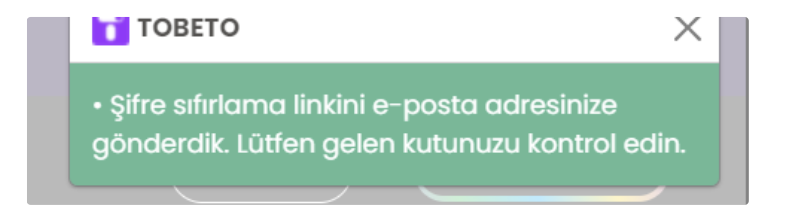 TOBETO
• Şifre sıfırlama linkini e-posta adresinize
gönderdik. Lütfen gelen kutunuzu kontrol edin.